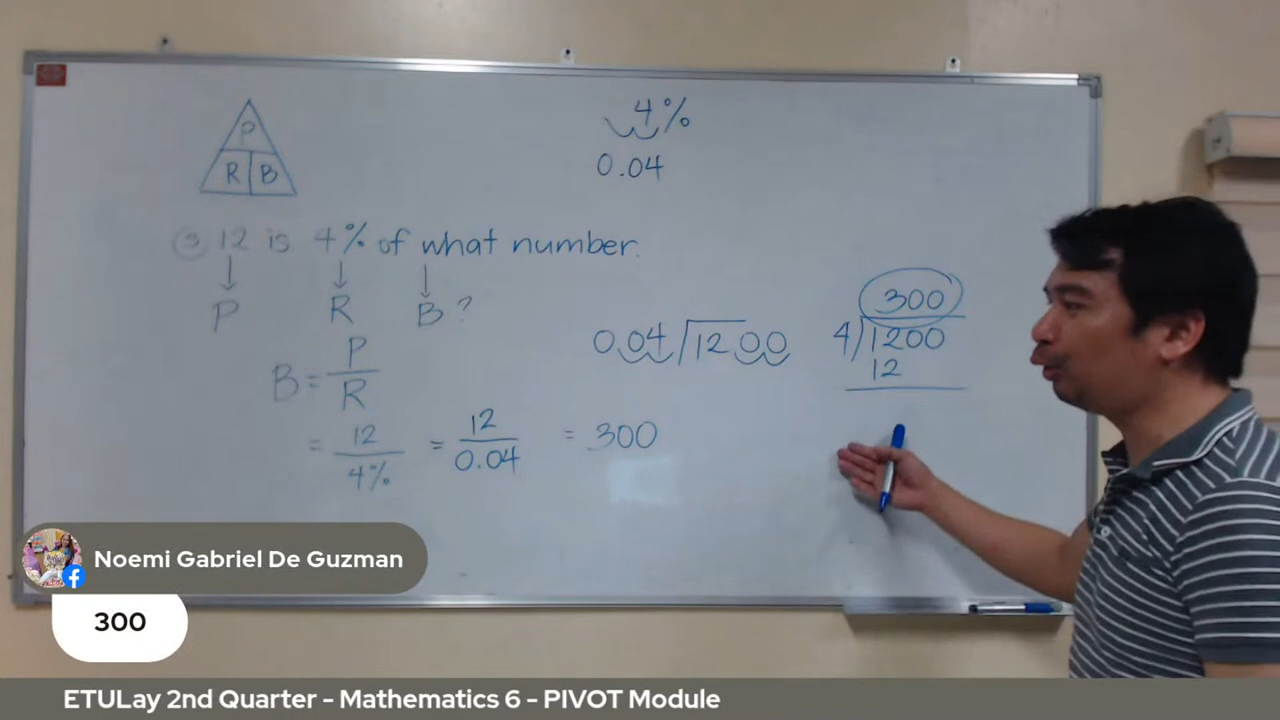 4%
0.04
P
R B
3 12 is 4% of what number.
P R B ?
B = P/R
= 12/4% = 12/0.04 = 300
0.04 1200
300
4 1200
12
Noemi Gabriel De Guzman
300
ETULay 2nd Quarter - Mathematics 6 - PIVOT Module